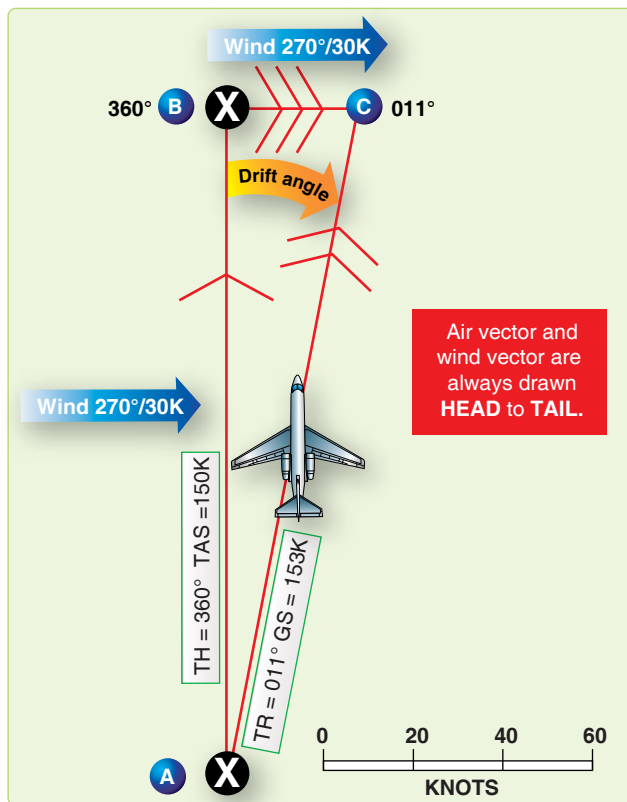 Wind 270°/30K
360° B X C 011°
Drift angle
Air vector and
wind vector are
always drawn
HEAD to TAIL.
Wind 270°/30K
TH = 360° TAS =150K
TR = 011° GS = 153K
A X
0 20 40 60
KNOTS